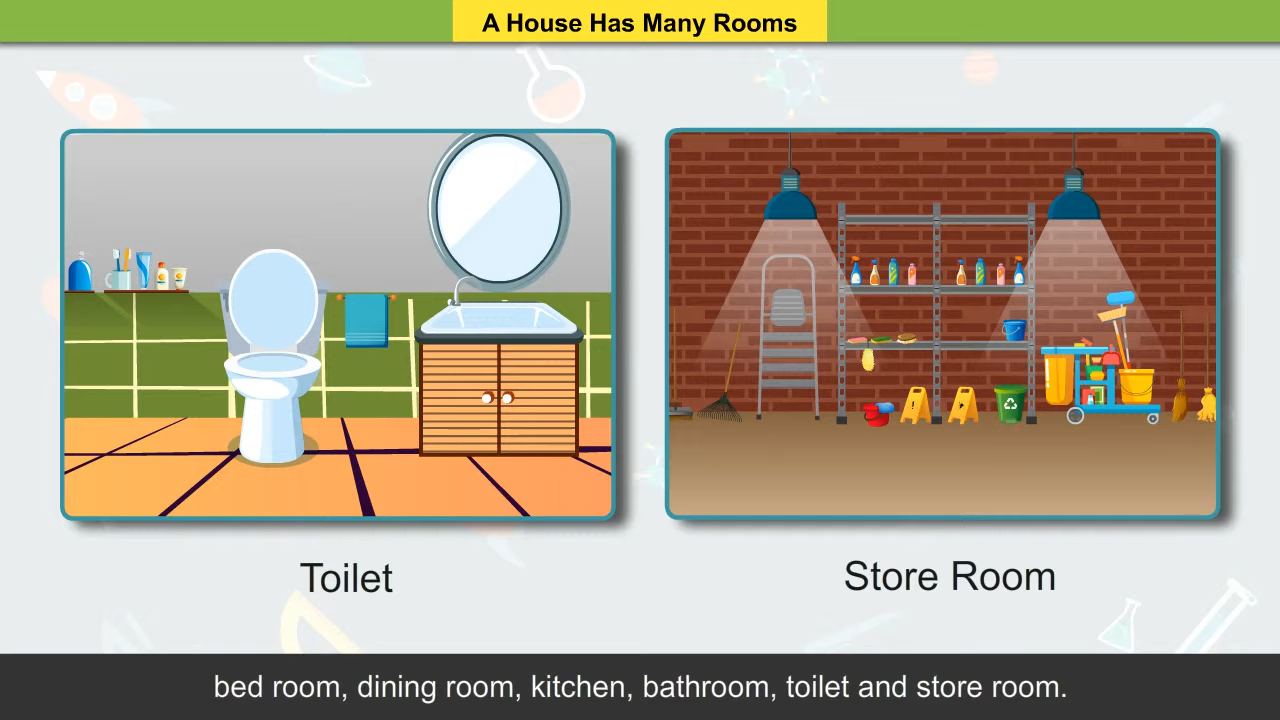 A House Has Many Rooms
Toilet
Store Room
bed room, dining room, kitchen, bathroom, toilet and store room.